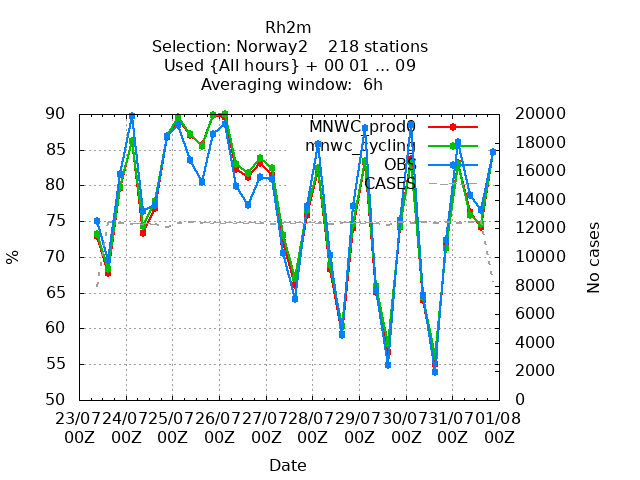 Rh2m
Selection: Norway2    218 stations
Used {All hours} + 00 01 ... 09
Averaging window:  6h
%
90
85
80
75
70
65
60
55
50
MNWC_prod0
nmwc_rycling
OBS
CASES
20000
18000
16000
14000
12000
10000
8000
6000
4000
2000
0
No cases
23/07 24/07 25/07 26/07 27/07 28/07 29/07 30/07 31/07 01/08
00Z 00Z 00Z 00Z 00Z 00Z 00Z 00Z 00Z 00Z
Date